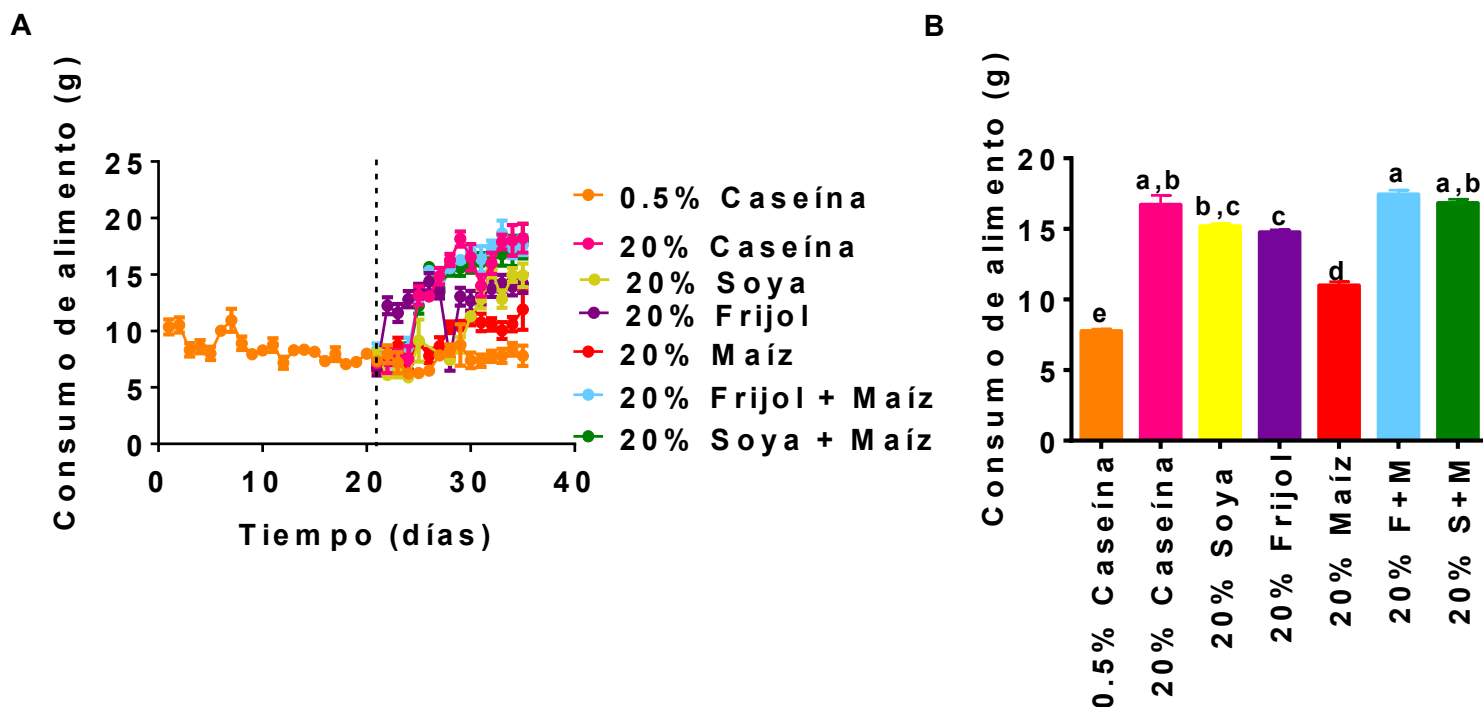 A
Consumo de alimento (g)
25
20
15
10
5
0
0 10 20 30 40
Tiempo (días)
0.5% Caseína
20% Caseína
20% Soya
20% Frijol
20% Maíz
20% Frijol + Maíz
20% Soya + Maíz
B
Consumo de alimento (g)
20
15
10
5
0
e
a,b
b,c
c
d
a
a,b
0.5% Caseína
20% Caseína
20% Soya
20% Frijol
20% Maíz
20% F+M
20% S+M